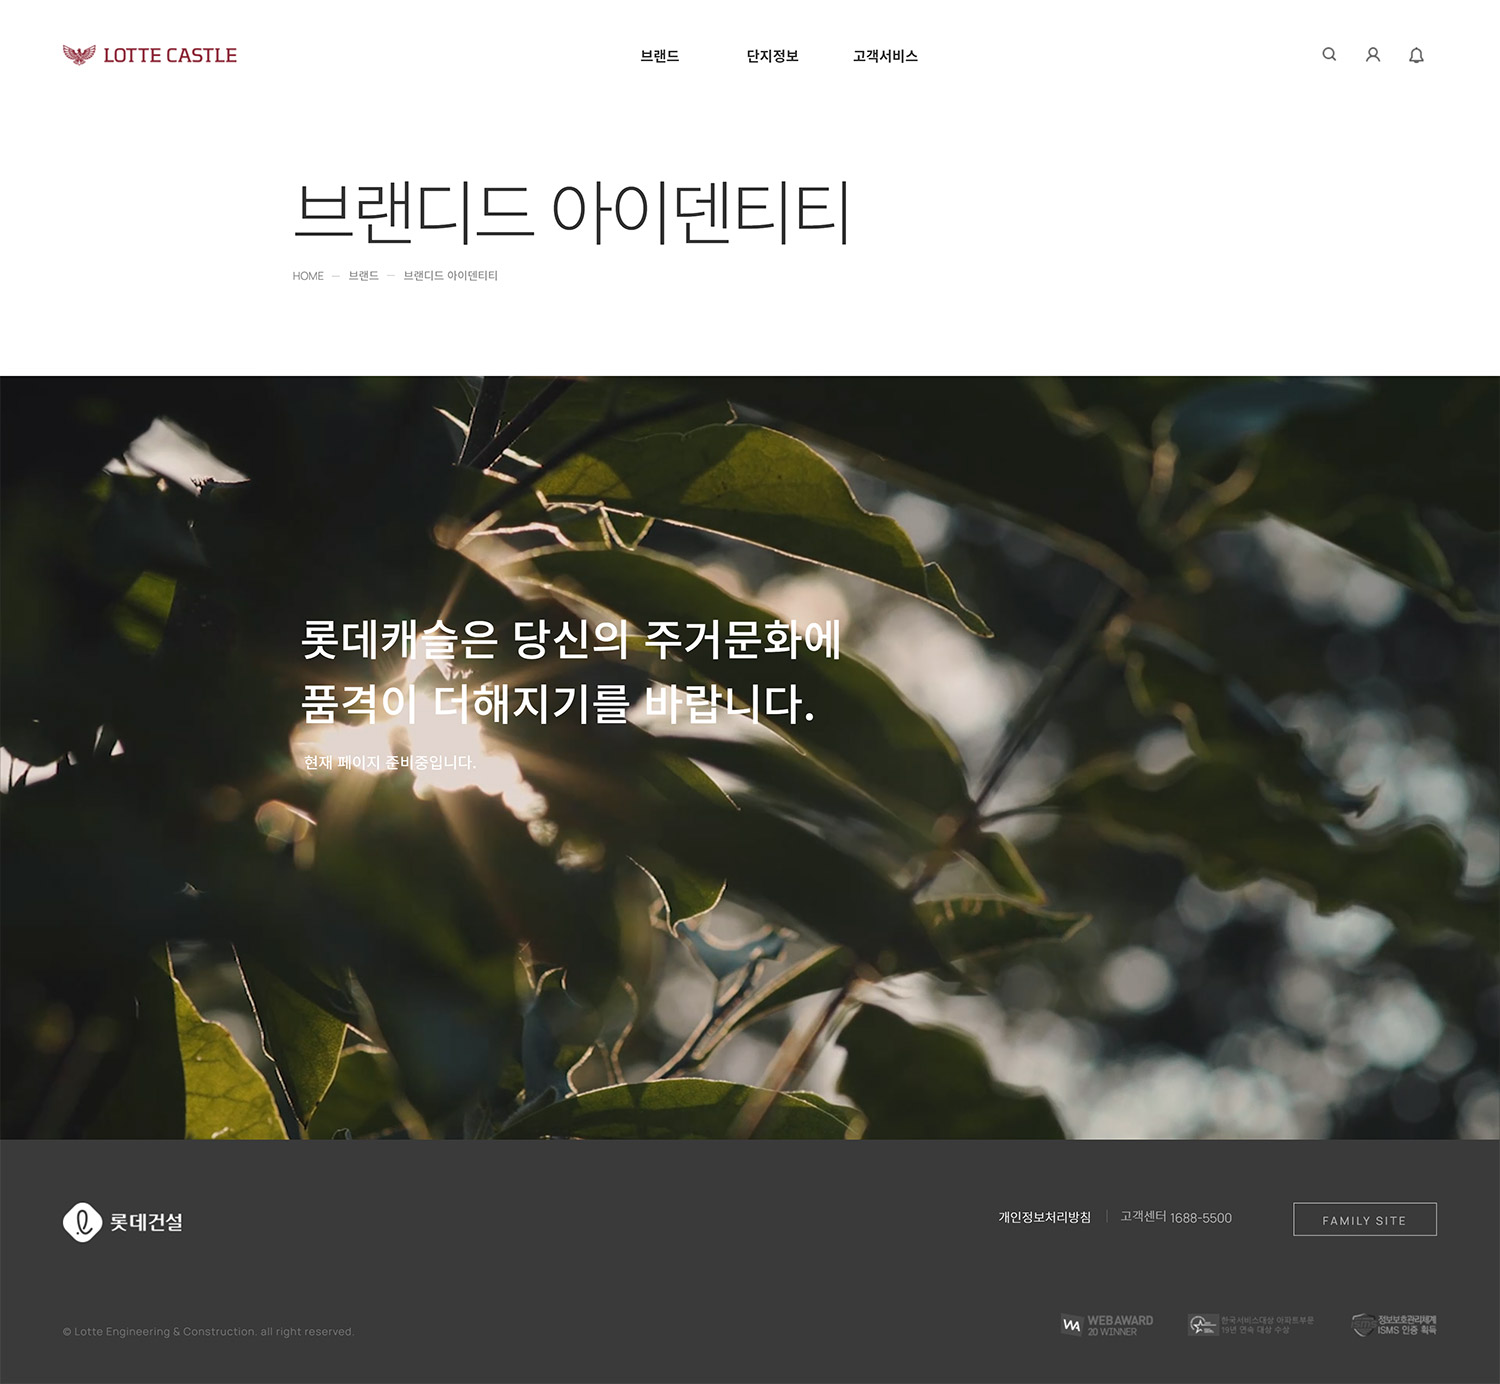 LOTTE CASTLE
브랜드 단지정보 고객서비스
브랜디드 아이덴티티
HOME — 브랜드 — 브랜디드 아이덴티티
롯데캐슬은 당신의 주거문화에
품격이 더해지기를 바랍니다.
현재 페이지 준비중입니다.
롯데건설
개인정보처리방침 | 고객센터 1688-5500
FAMILY SITE
© Lotte Engineering & Construction. all right reserved.
WA WEB AWARD
20 WINNER
한국서비스대상 아파트부문
19년 연속 대상 수상
정보보호관리체계
ISMS 인증 획득